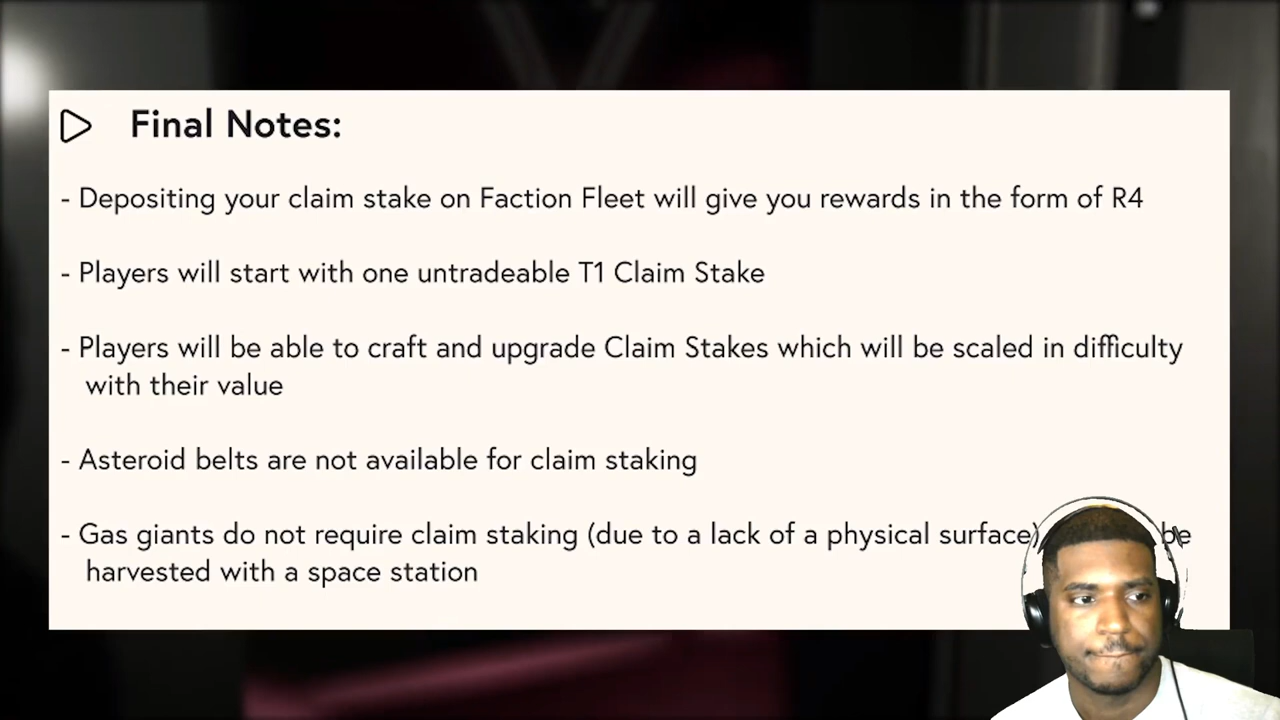 Final Notes:
- Depositing your claim stake on Faction Fleet will give you rewards in the form of R4
- Players will start with one untradeable T1 Claim Stake
- Players will be able to craft and upgrade Claim Stakes which will be scaled in difficulty
with their value
- Asteroid belts are not available for claim staking
- Gas giants do not require claim staking (due to a lack of a physical surface) be
harvested with a space station